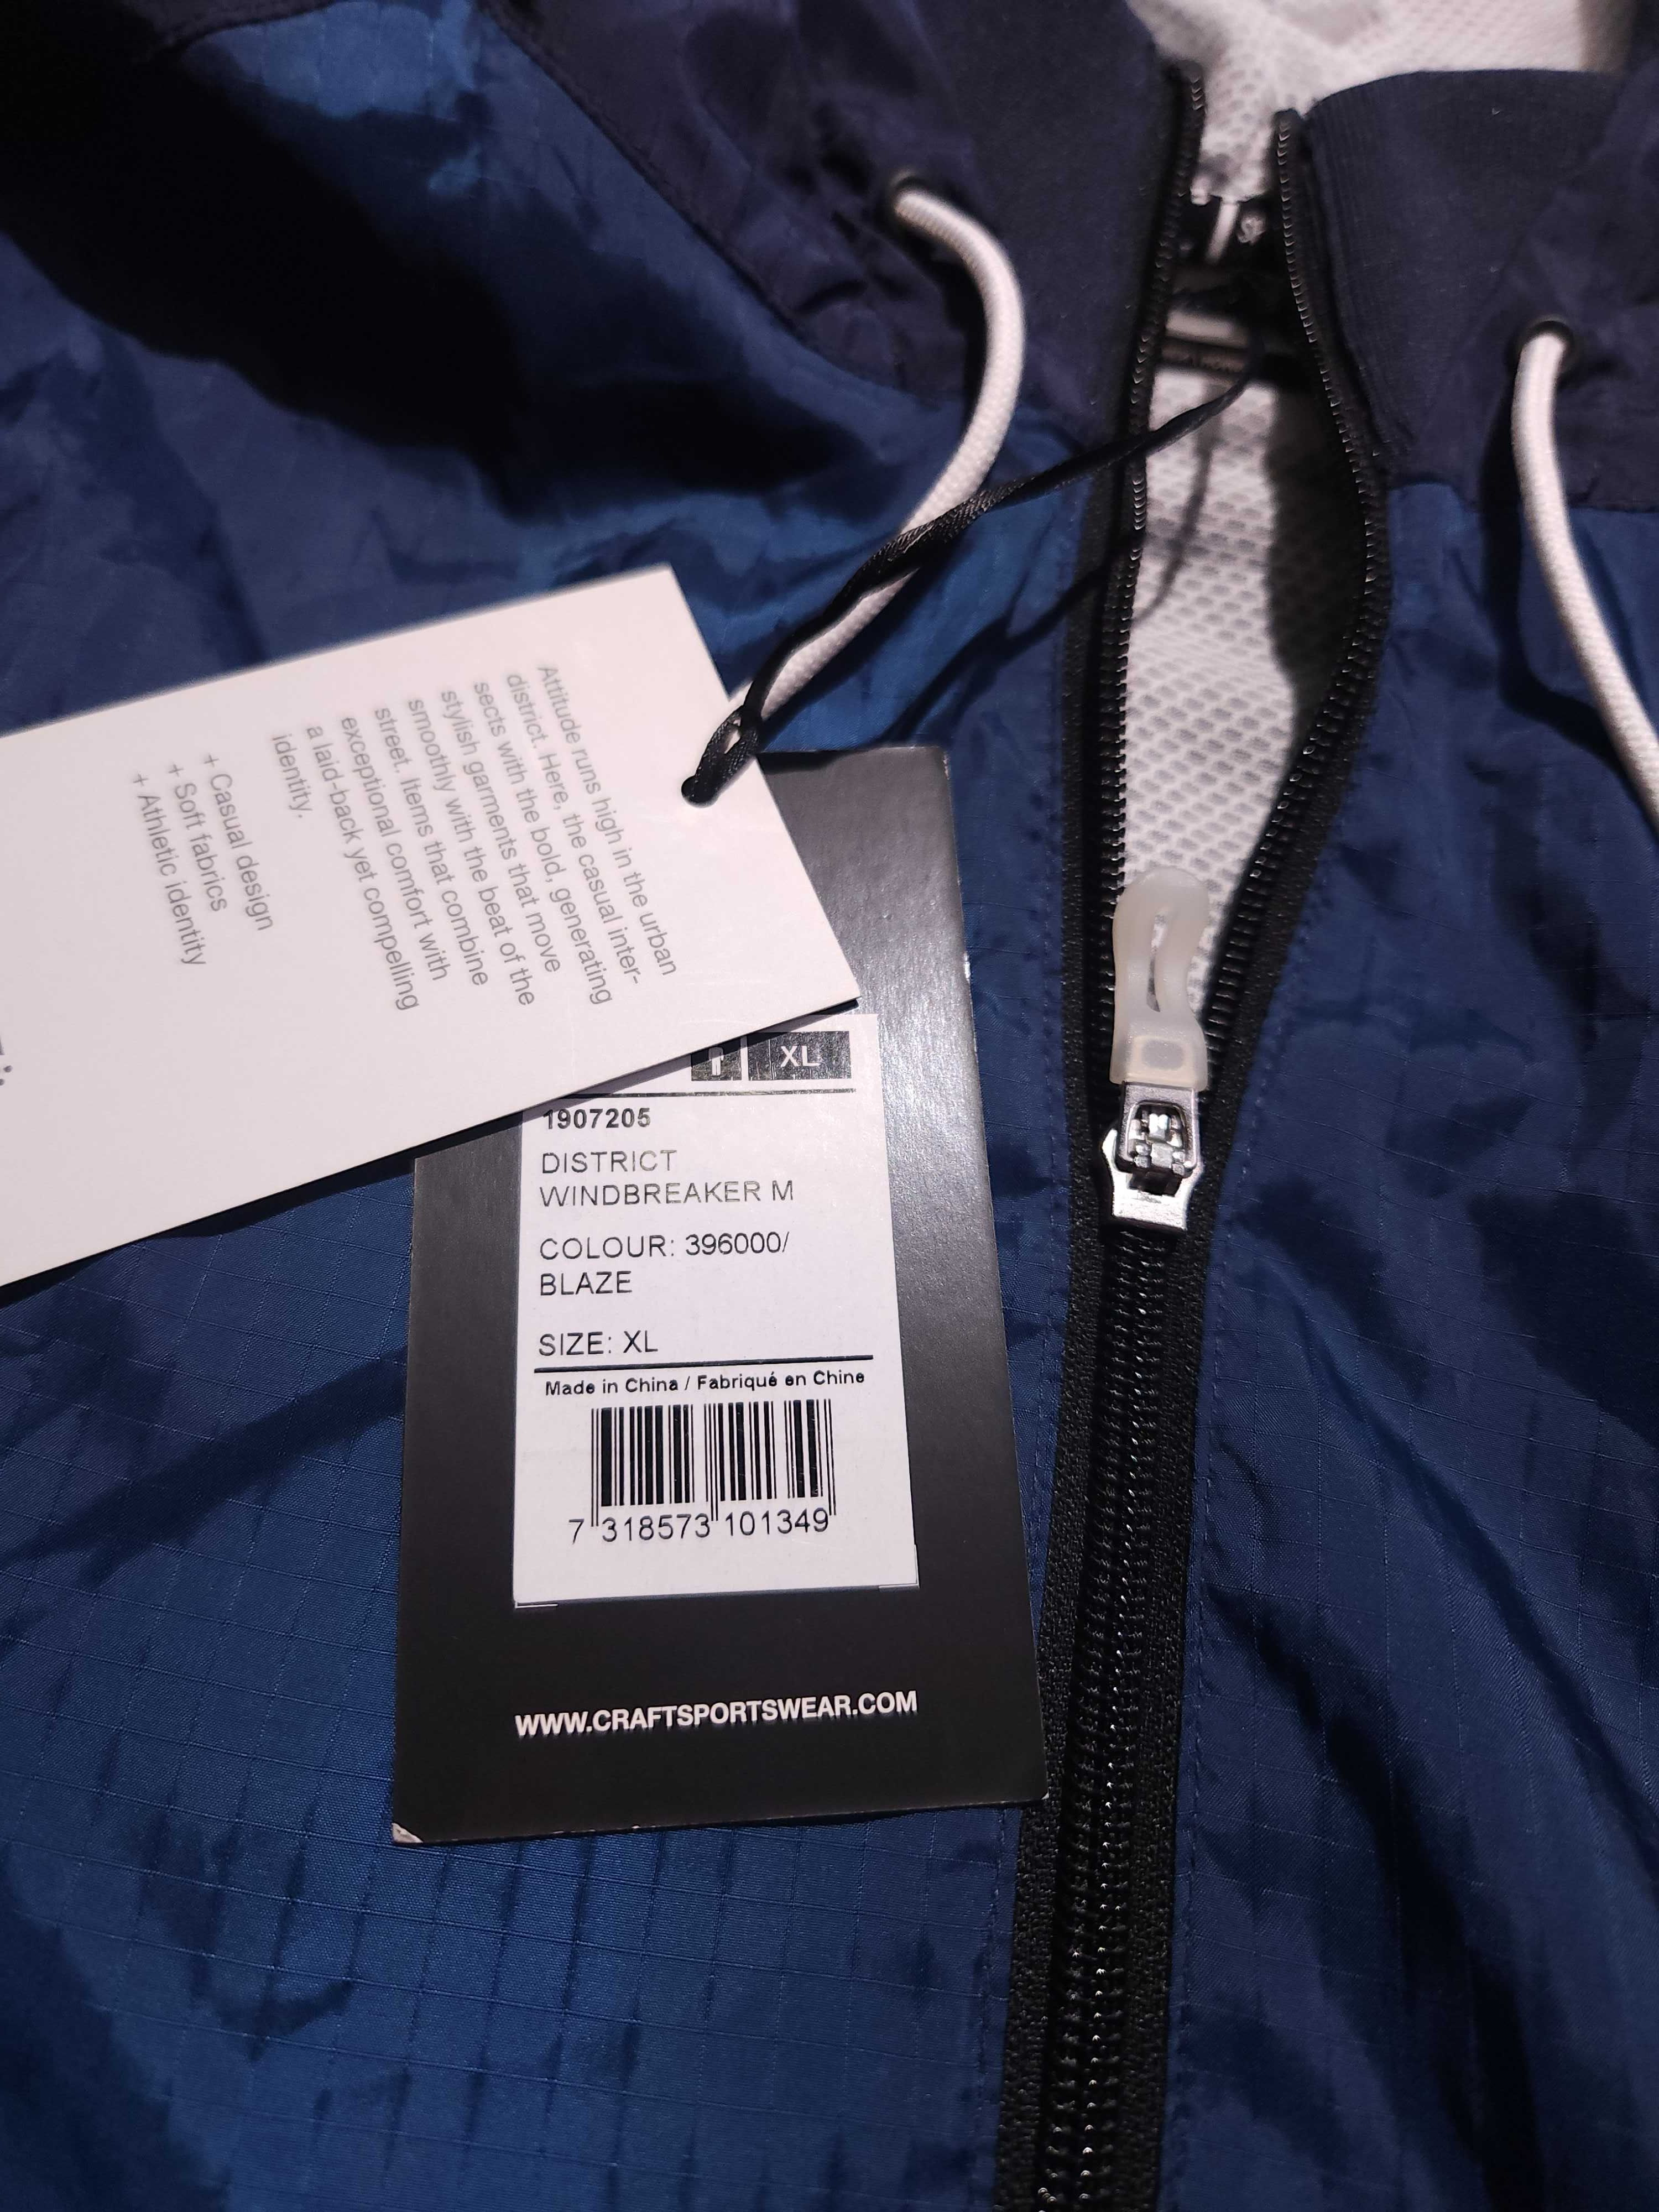 Attitude runs high in the urban
district. Here, the casual inter-
sects with the bold, generating
stylish garments that move
smoothly with the beat of the
street. Items that combine
exceptional comfort with
a laid-back yet compelling
identity.
+ Casual design
+ Soft fabrics
+ Athletic identity
XL
1907205
DISTRICT
WINDBREAKER M
COLOUR: 396000/
BLAZE
SIZE: XL
Made in China / Fabriqué en Chine
7 318573 101349
WWW.CRAFTSPORTSWEAR.COM